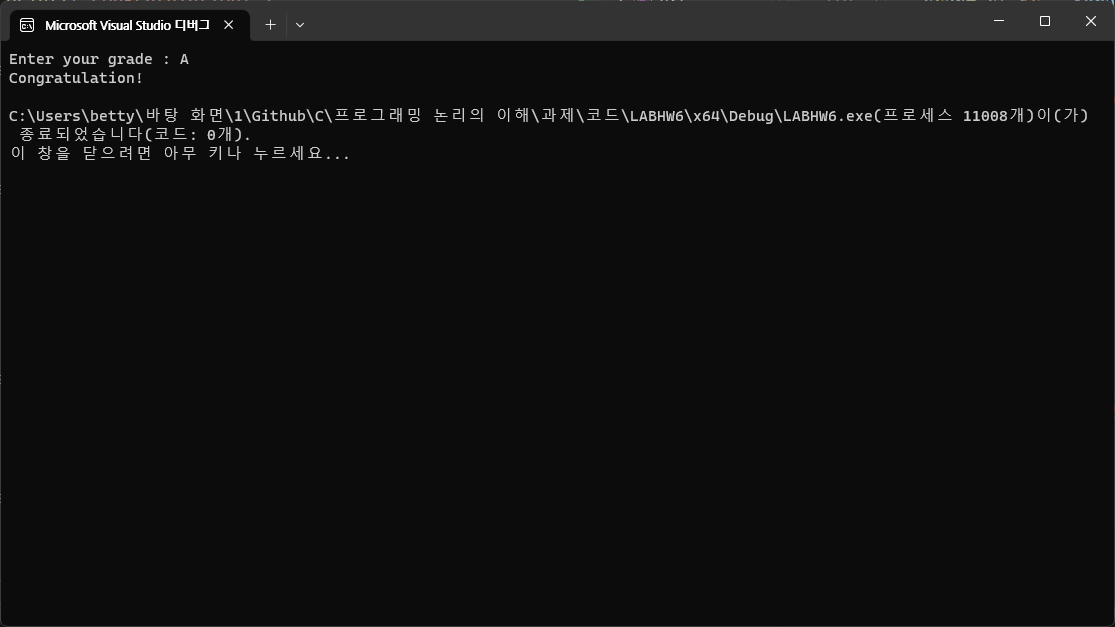 Microsoft Visual Studio 디버그
Enter your grade : A
Congratulation!
C:\Users\betty\바탕 화면\1\Github\C\프로그래밍 논리의 이해\과제\코드\LABHW6\x64\Debug\LABHW6.exe(프로세스 11008개)이(가)
종료되었습니다(코드: 0개).
이 창을 닫으려면 아무 키나 누르세요...